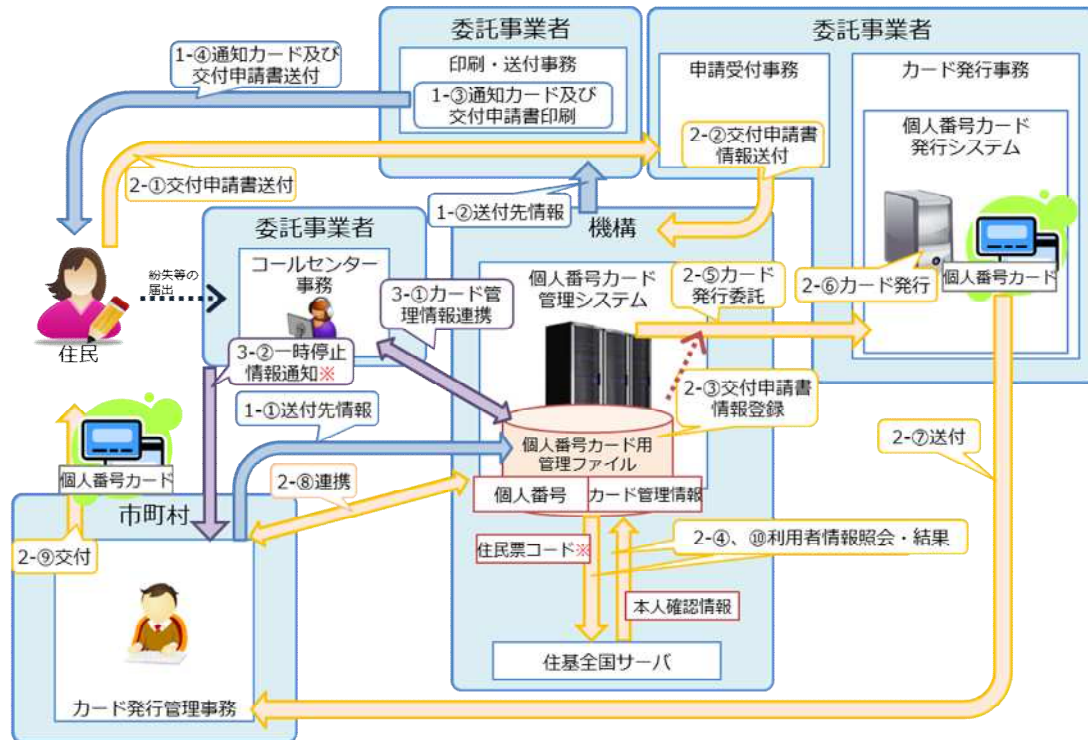 委託事業者
印刷・送付事務
1-③通知カード及び
交付申請書印刷
1-④通知カード及び
交付申請書送付
委託事業者
申請受付事務
カード発行事務
個人番号カード
発行システム
2-②交付申請書
情報送付
2-①交付申請書送付
1-②送付先情報
委託事業者
コールセンター
事務
機構
個人番号カード
管理システム
2-⑤カード
発行委託
2-⑥カード発行
個人番号カード
紛失等の
届出
住民
3-①カード管
理情報連携
3-②一時停止
情報通知※
1-①送付先情報
2-③交付申請書
情報登録
個人番号カード用
管理ファイル
個人番号
カード管理情報
2-⑦送付
個人番号カード
2-⑧連携
市町村
2-⑨交付
住民票コード※
2-④、⑩利用者情報照会・結果
本人確認情報
住基全国サーバ
カード発行管理事務